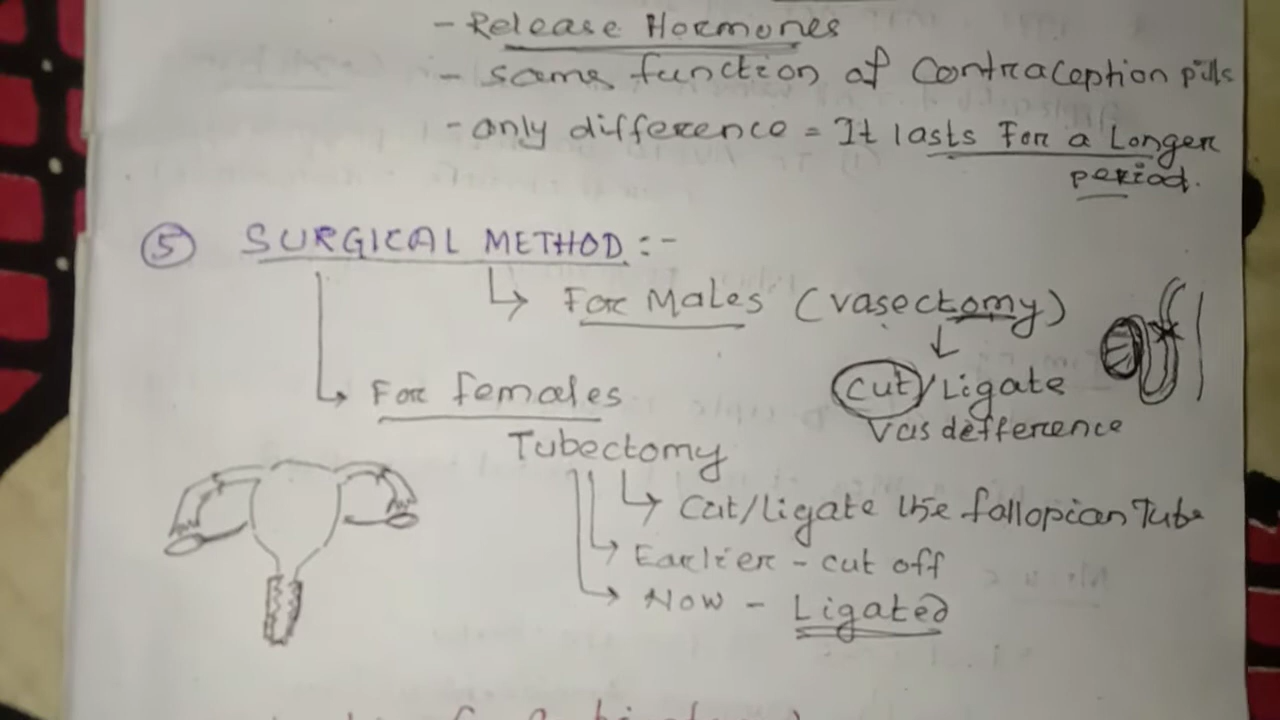 - Release Hormones
- same function of Contraception pills
- only difference = It lasts For a Longer
period.
⑤ SURGICAL METHOD :-
For Males (vasectomy)
For females
cut/Ligate
Vas defference
Tubectomy
Cut/Ligate the fallopian Tube
Earlier - cut off
Now - Ligated